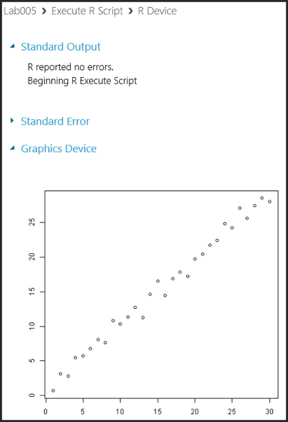 Lab005 > Execute R Script > R Device
Standard Output
R reported no errors.
Beginning R Execute Script
Standard Error
Graphics Device
25
20
15
10
5
0
0 5 10 15 20 25 30